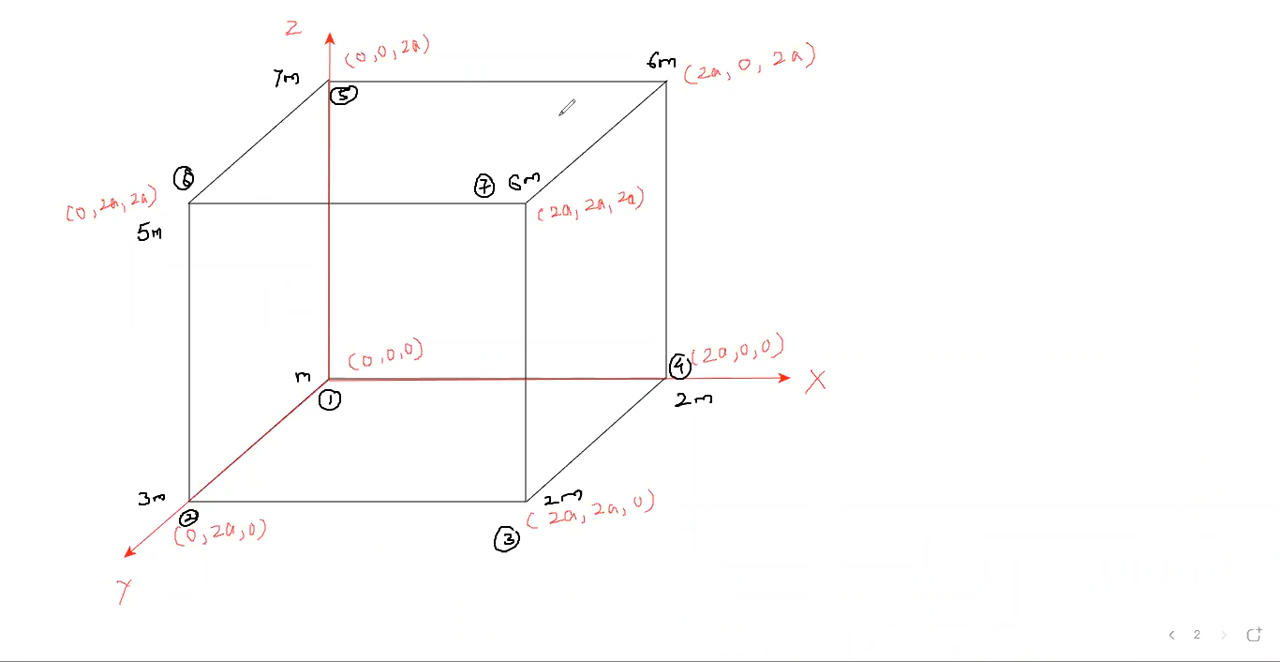 Z
(0,0,2a)
7m
⑤
6m
(2a, 0, 2a)
⑥
(0,2a,2a)
5m
⑦ 6m
(2a, 2a, 2a)
(0,0,0)
m
①
④ (2a,0,0)
2m
X
3m
②
(0,2a,0)
2m
(2a, 2a, 0)
③
Y
2